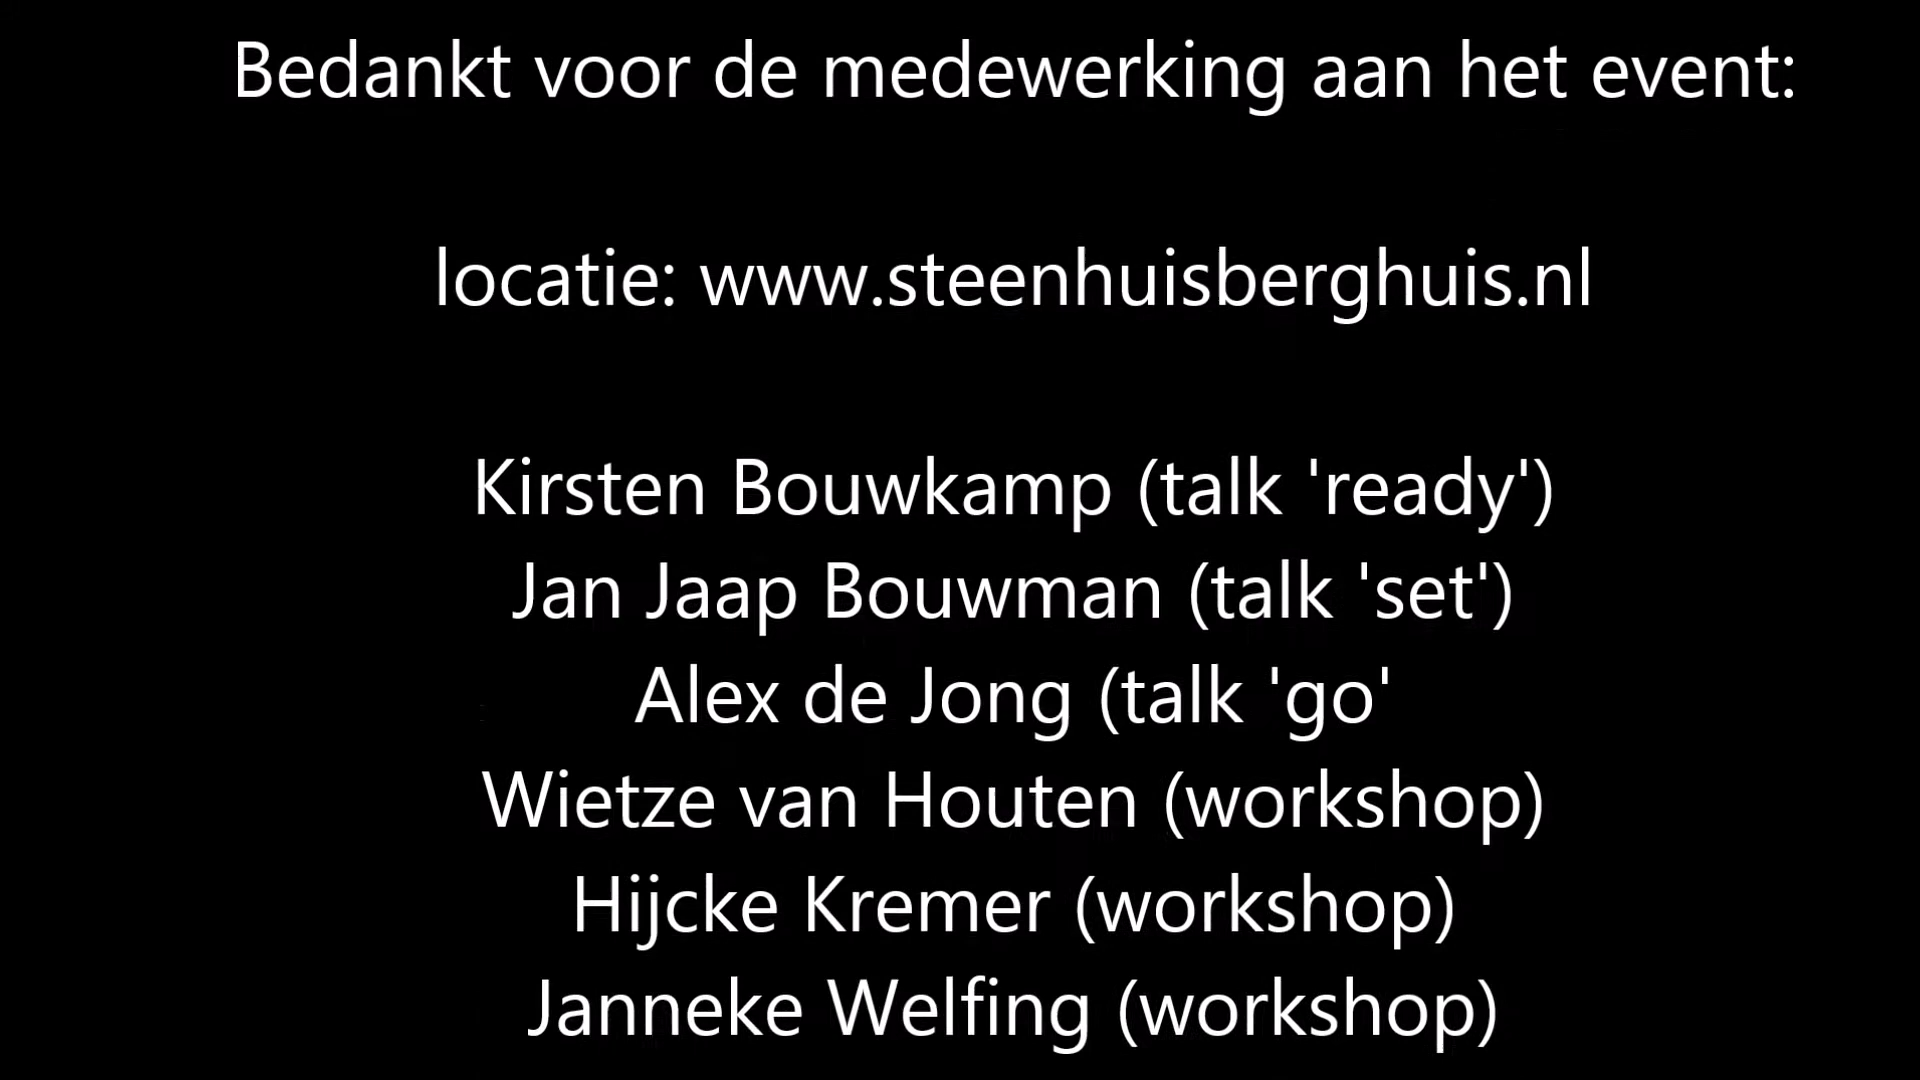 Bedankt voor de medewerking aan het event:
locatie: www.steenhuisberghuis.nl
Kirsten Bouwkamp (talk 'ready')
Jan Jaap Bouwman (talk 'set')
Alex de Jong (talk 'go'
Wietze van Houten (workshop)
Hijcke Kremer (workshop)
Janneke Welfing (workshop)